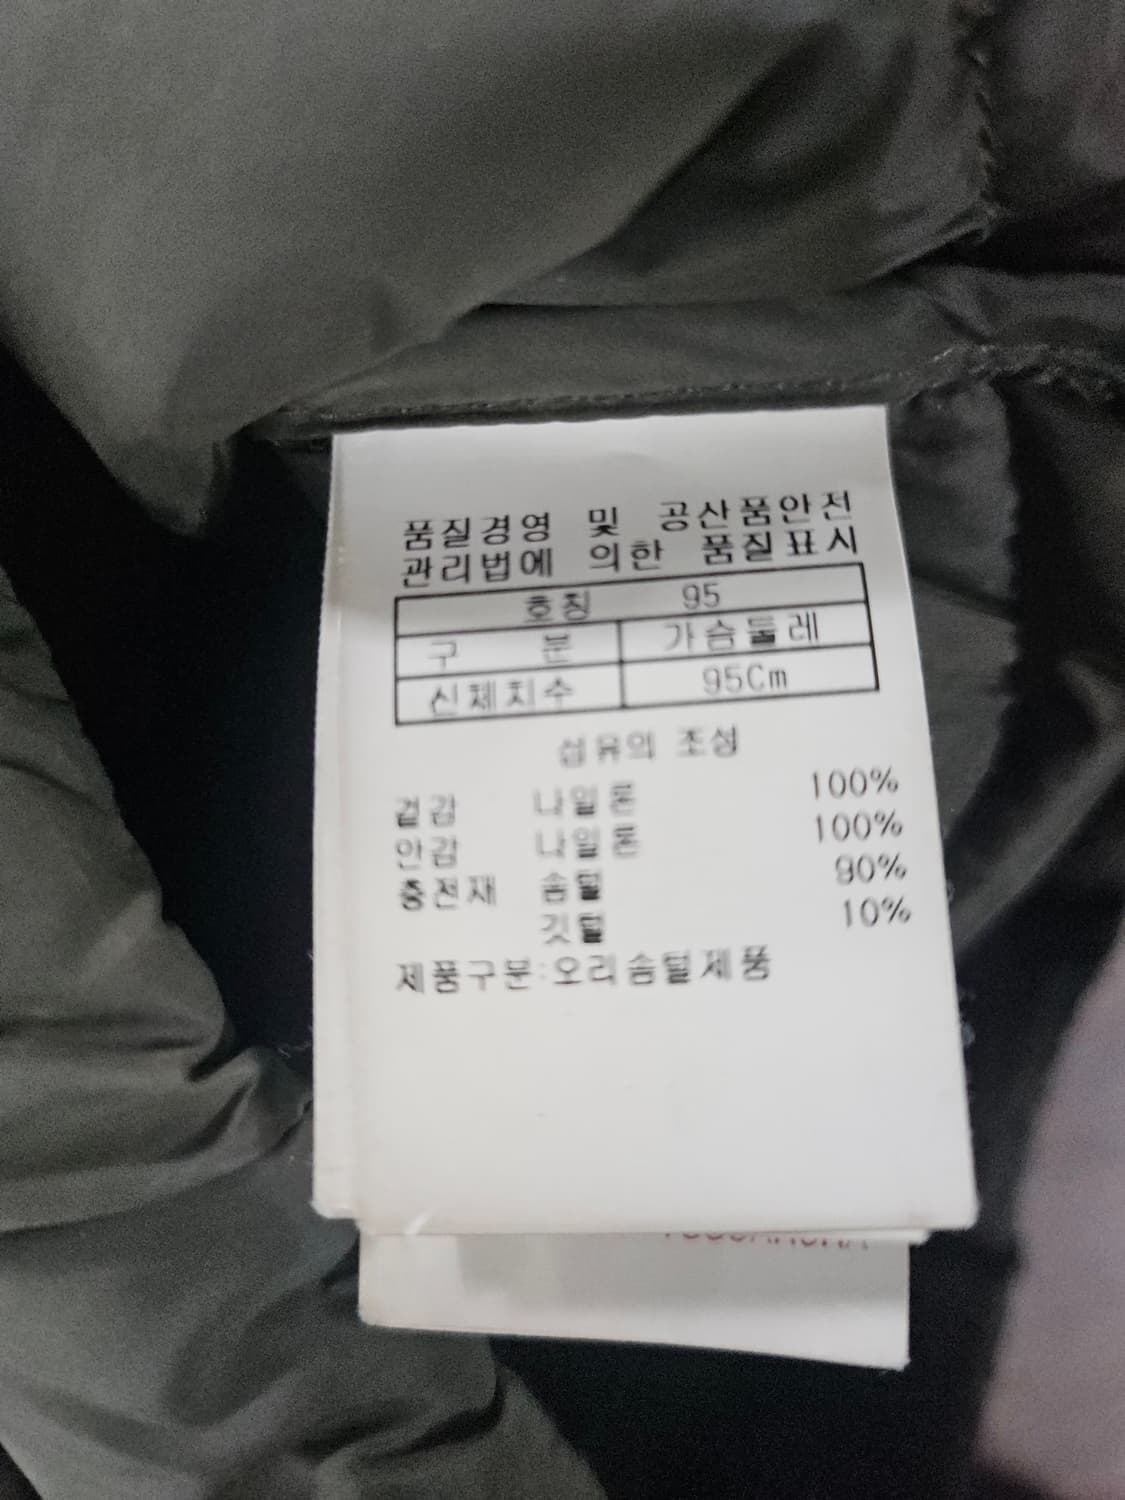 품질경영 및 공산품안전
관리법에 의한 품질표시
호칭 95
구 분 가슴둘레
신체치수 95Cm
섬유의 조성
겉감 나일론 100%
안감 나일론 100%
충전재 솜털 90%
깃털 10%
제품구분:오리솜털제품